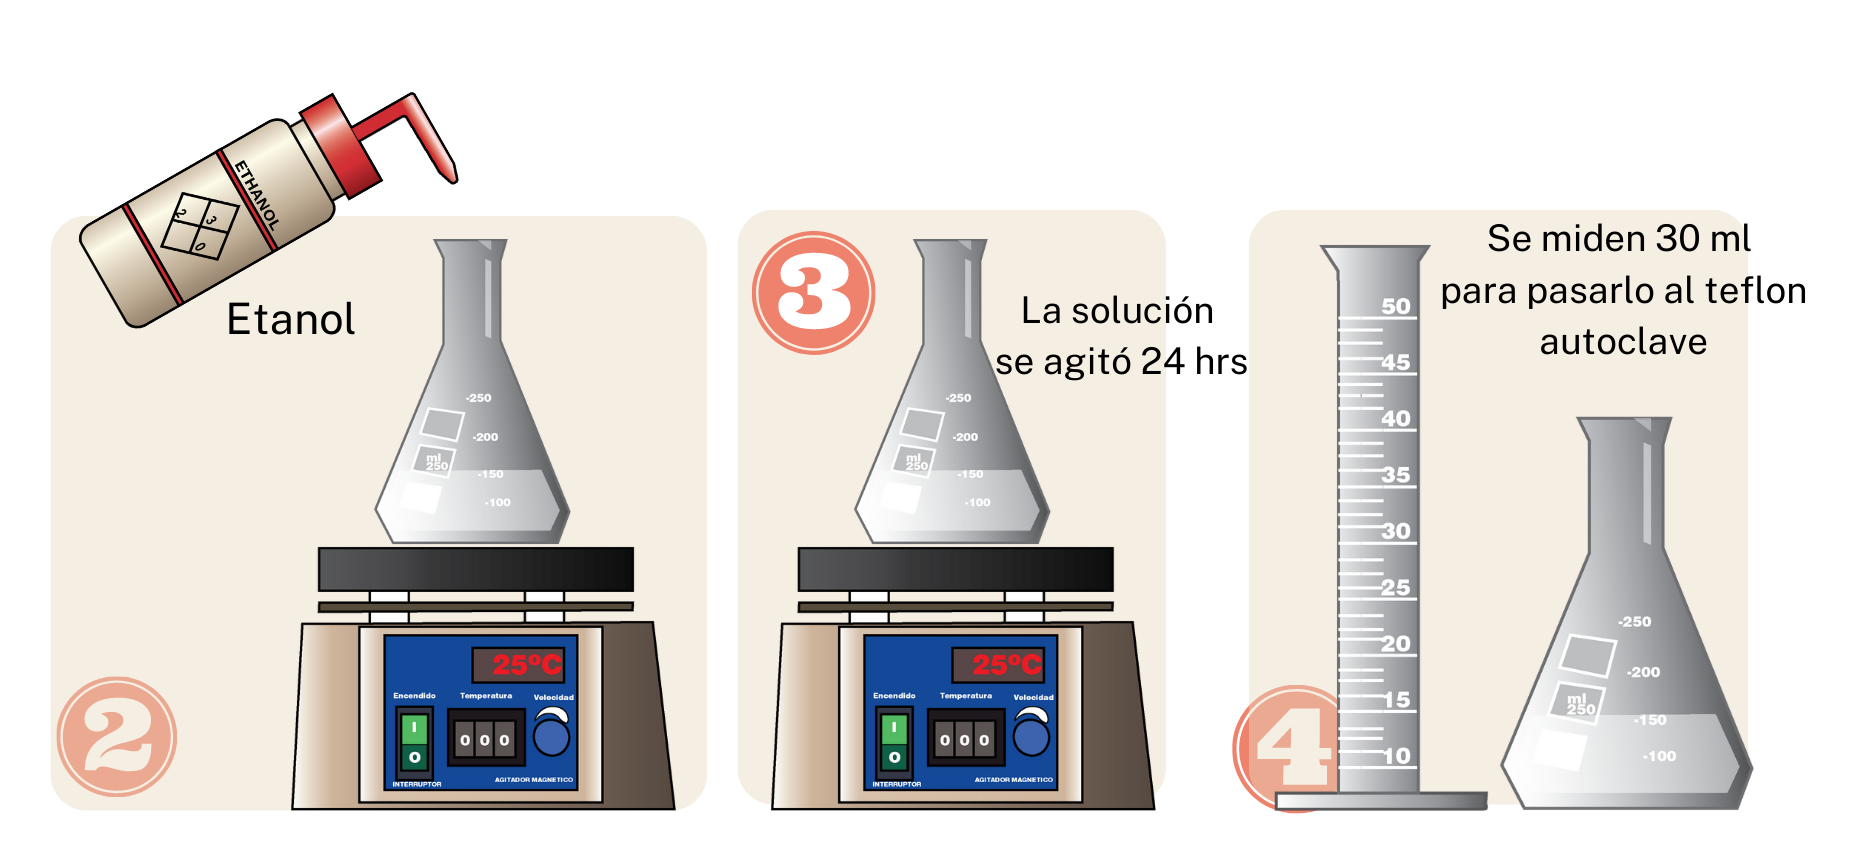 ETHANOL
2
3
0
Etanol
-250
-200
ml
250
-150
-100
25ºC
Encendido
Temperatura
Velocidad
I
0 0 0
O
AGITADOR MAGNETICO
INTERRUPTOR
2
3
La solución
se agitó 24 hrs
-250
-200
ml
250
-150
-100
25ºC
Encendido
Temperatura
Velocidad
I
0 0 0
O
AGITADOR MAGNETICO
INTERRUPTOR
Se miden 30 ml
para pasarlo al teflon
autoclave
50
45
40
35
30
25
20
15
10
-250
-200
ml
250
-150
-100
4